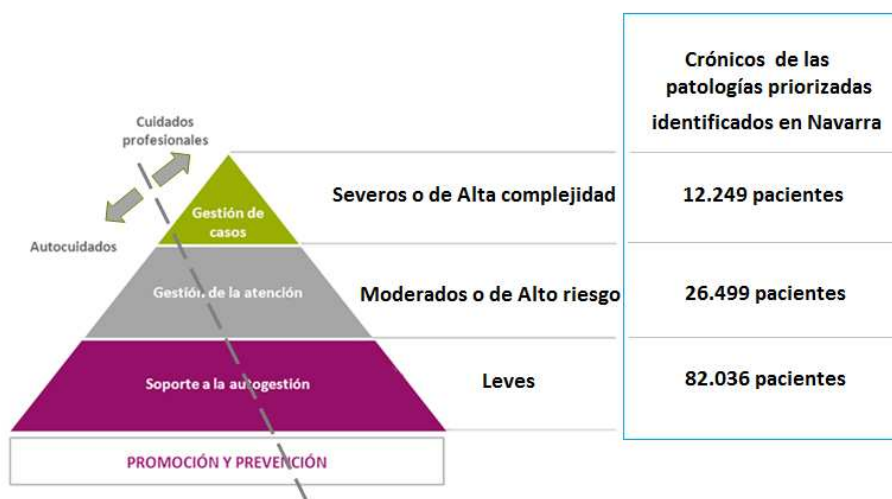 Crónicos de las
patologías priorizadas
identificados en Navarra
Cuidados
profesionales
Autocuidados
Gestión de
casos
Severos o de Alta complejidad
12.249 pacientes
Gestión de la atención
Moderados o de Alto riesgo
26.499 pacientes
Soporte a la autogestión
Leves
82.036 pacientes
PROMOCIÓN Y PREVENCIÓN